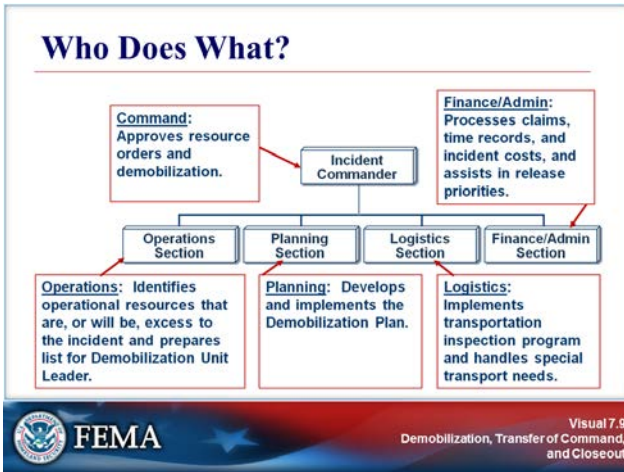 Who Does What?
Command:
Approves resource
orders and
demobilization.
Finance/Admin:
Processes claims,
time records, and
incident costs, and
assists in release
priorities.
Incident
Commander
Operations
Section
Planning
Section
Logistics
Section
Finance/Admin
Section
Operations: Identifies
operational resources that
are, or will be, excess to
the incident and prepares
list for Demobilization Unit
Leader.
Planning: Develops
and implements the
Demobilization Plan.
Logistics:
Implements
transportation
inspection program
and handles special
transport needs.
FEMA
Visual 7.9
Demobilization, Transfer of Command,
and Closeout